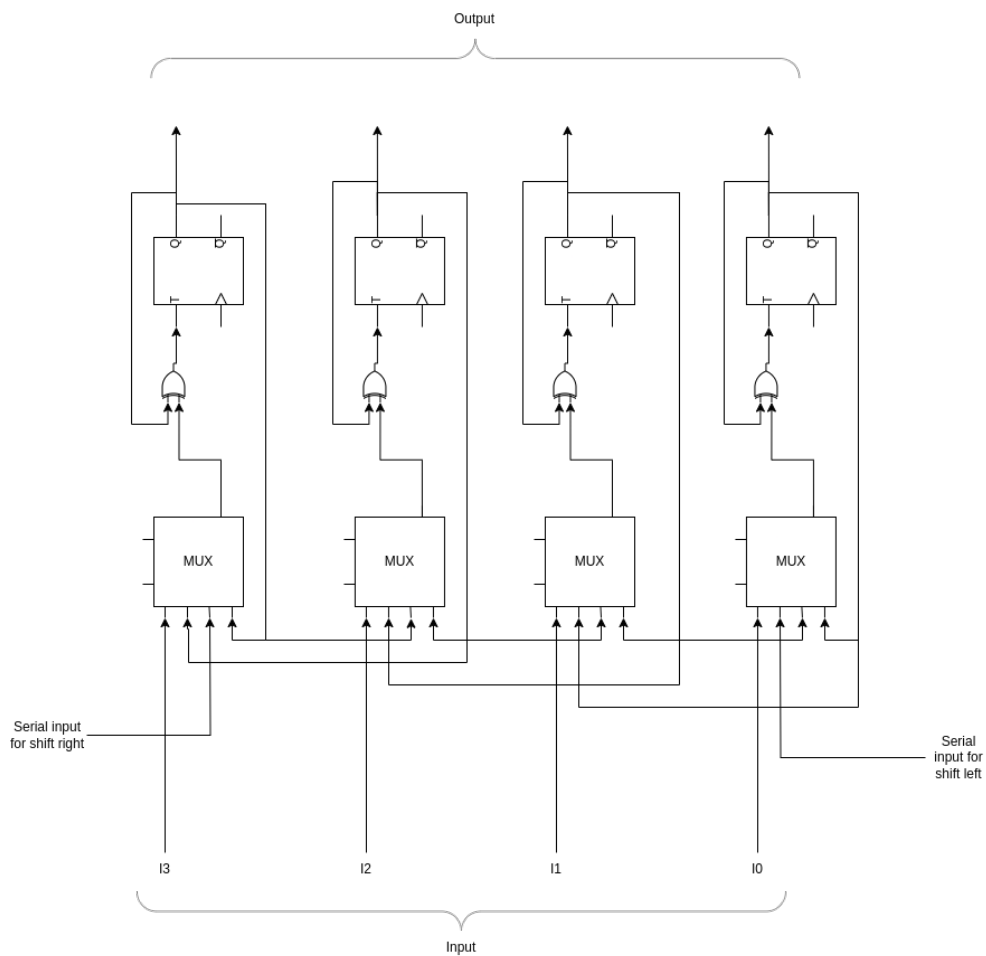 Output
Q Q Q Q Q Q Q Q
T T T T
MUX MUX MUX MUX
Serial input
for shift right
Serial
input for
shift left
I3 I2 I1 I0
Input